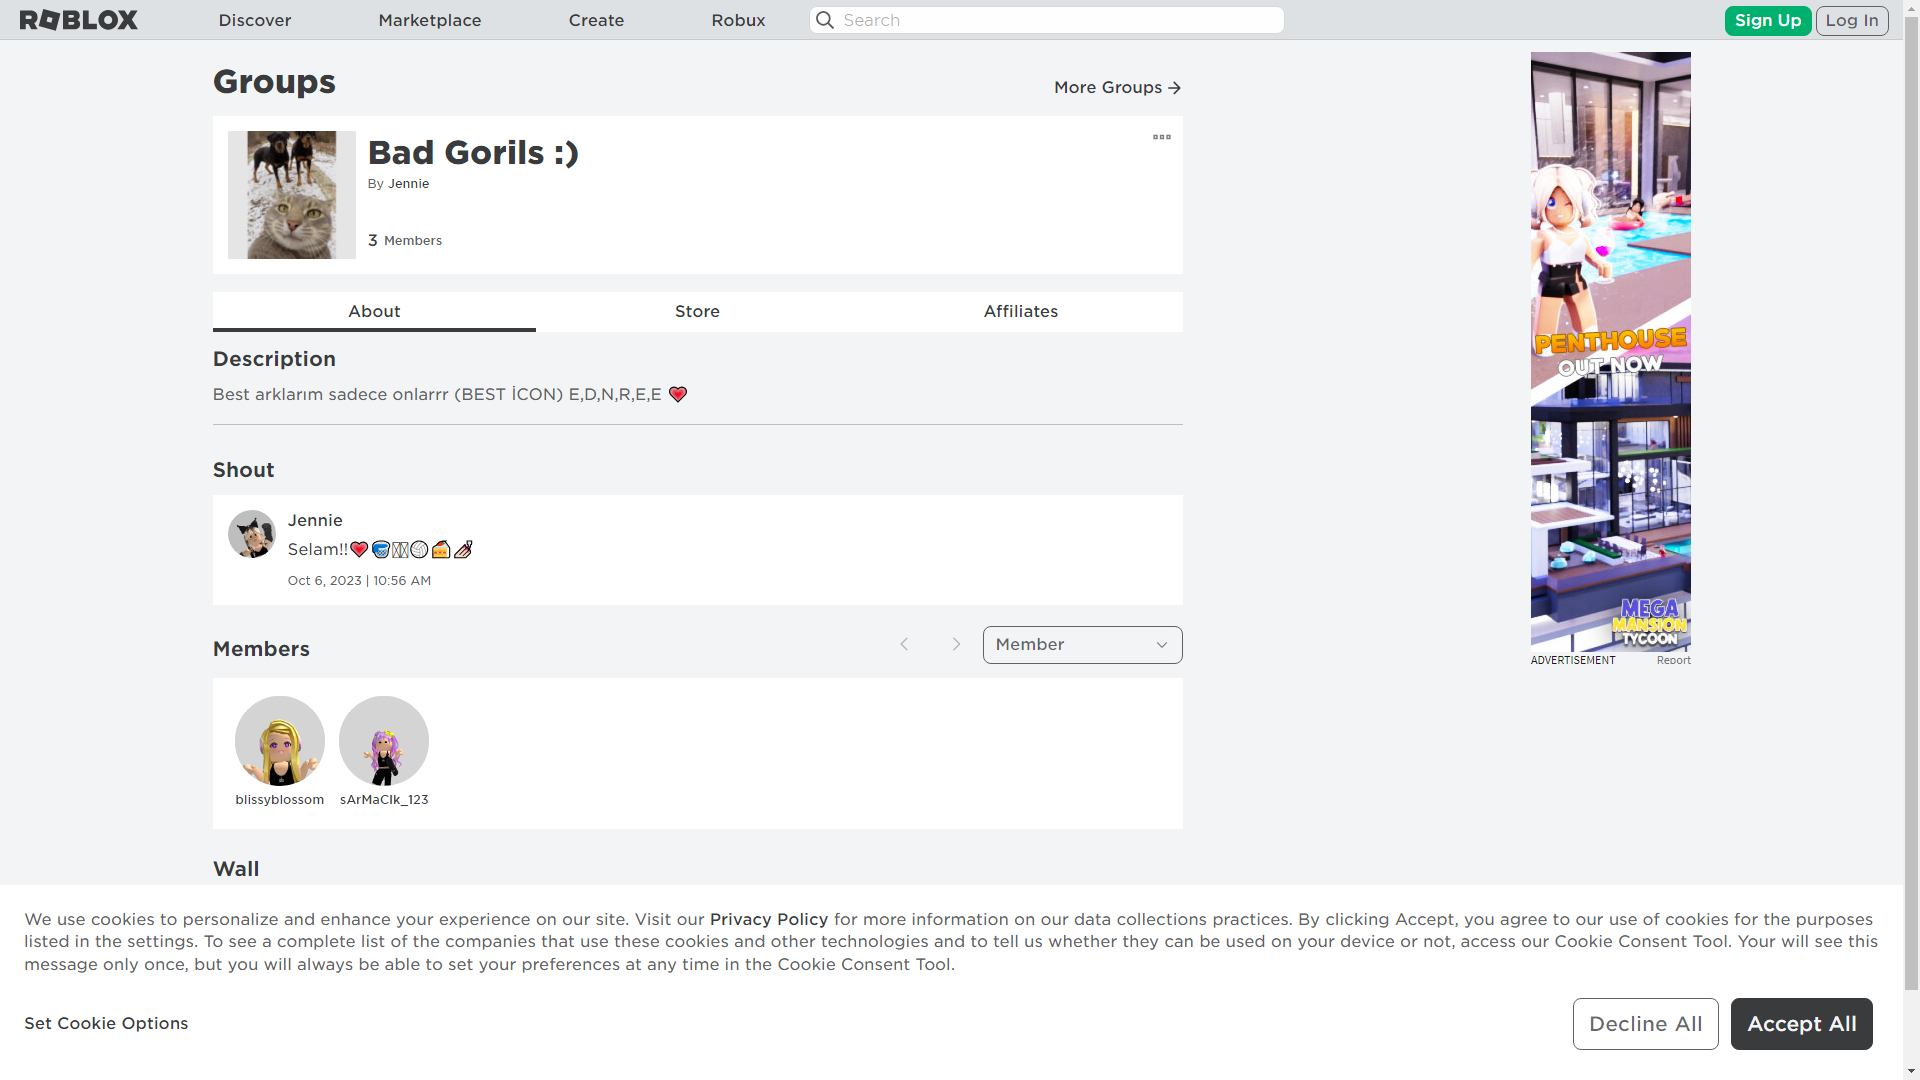 ROBLOX
Discover
Marketplace
Create
Robux
Search
Sign Up
Log In
Groups
More Groups
Bad Gorils :)
By Jennie
3 Members
About
Store
Affiliates
Description
Best arklarım sadece onlarrr (BEST İCON) E,D,N,R,E,E ❤️
Shout
Jennie
Selam!!
Oct 6, 2023 | 10:56 AM
Members
Member
blissyblossom
sArMaClk_123
Wall
PENTHOUSE
OUT NOW
MEGA
MANSION
TYCOON
ADVERTISEMENT
Report
We use cookies to personalize and enhance your experience on our site. Visit our Privacy Policy for more information on our data collections practices. By clicking Accept, you agree to our use of cookies for the purposes
listed in the settings. To see a complete list of the companies that use these cookies and other technologies and to tell us whether they can be used on your device or not, access our Cookie Consent Tool. Your will see this
message only once, but you will always be able to set your preferences at any time in the Cookie Consent Tool.
Set Cookie Options
Decline All
Accept All